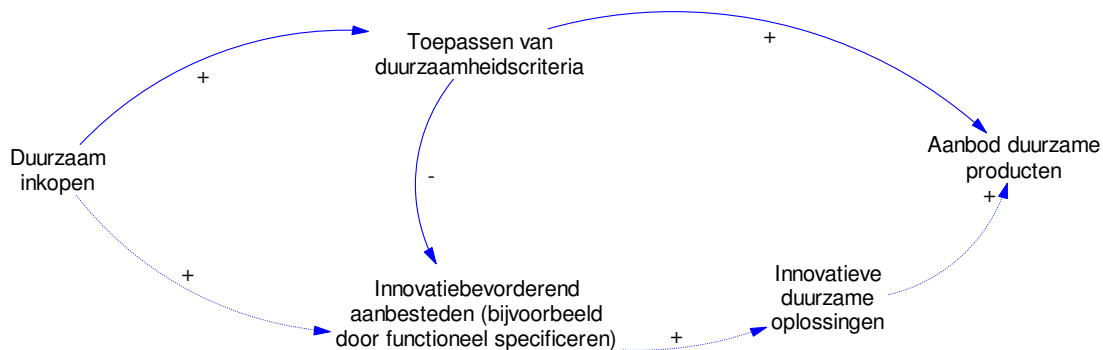 Toepassen van
duurzaamheidscriteria
+
+
Duurzaam
inkopen
Aanbod duurzame
producten
+
-
+
Innovatiebevorderend
aanbesteden (bijvoorbeeld
door functioneel specificeren)
+
Innovatieve
duurzame
oplossingen